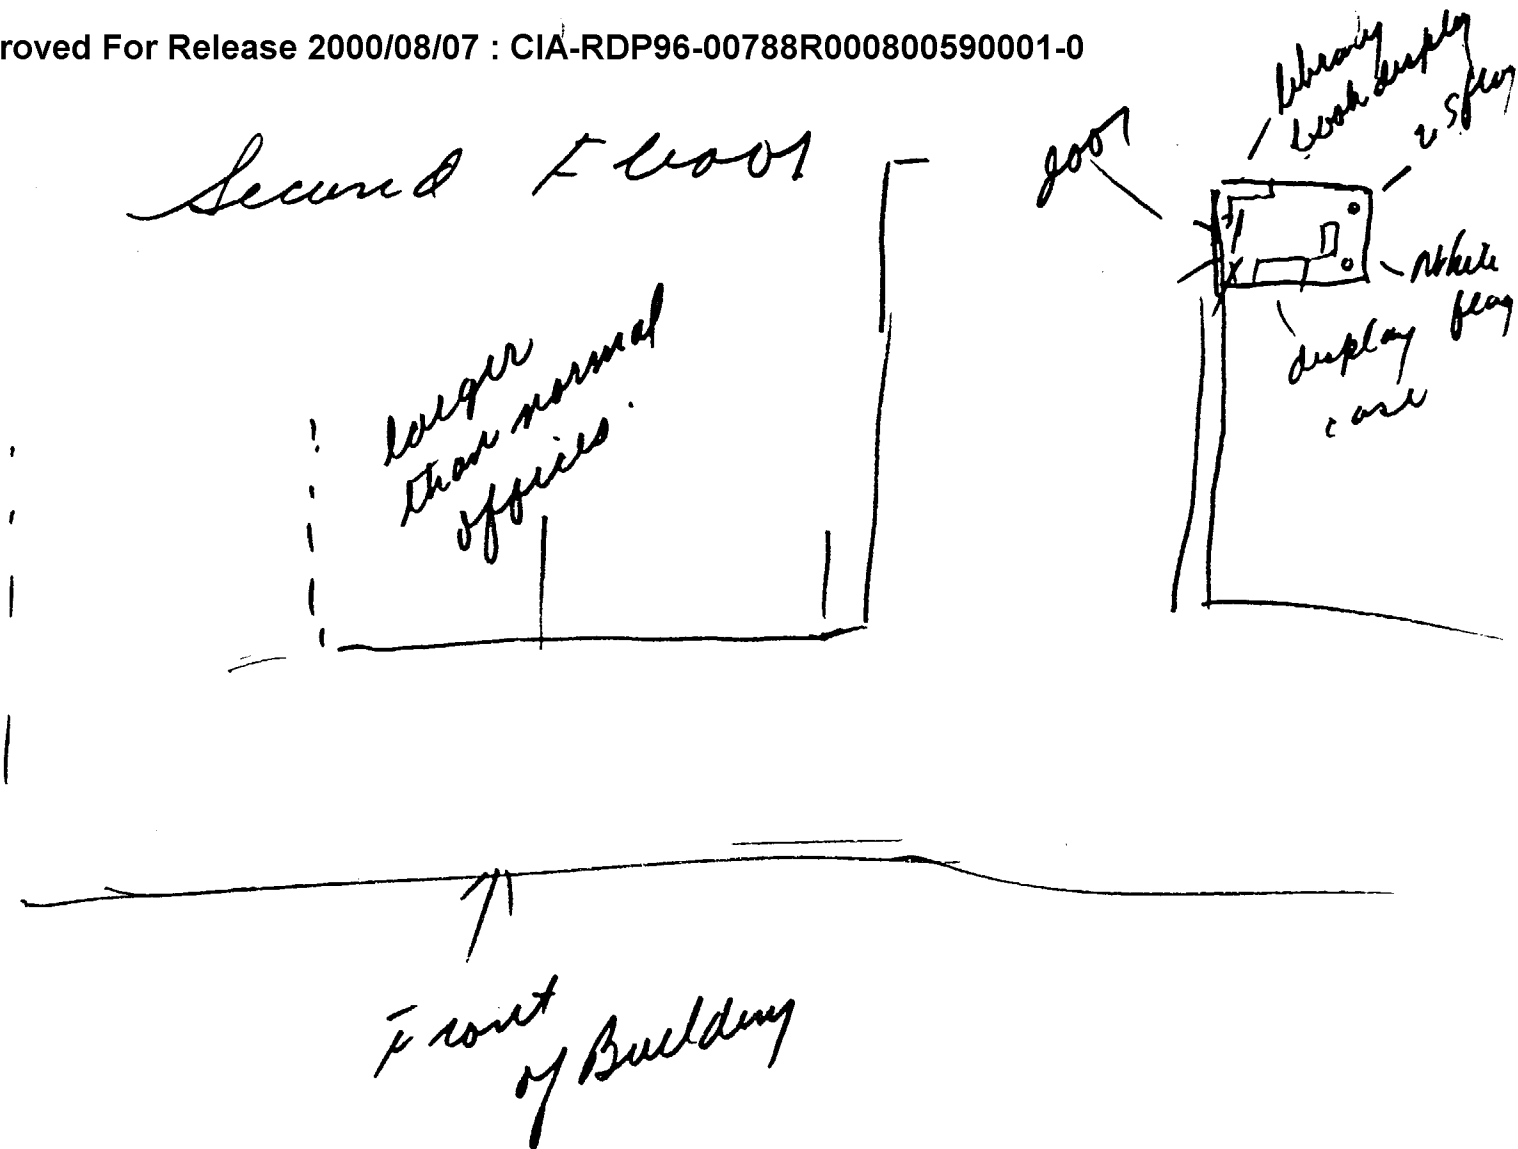 roved For Release 2000/08/07 : CIA-RDP96-00788R000800590001-0
Second Floor
door
library
book display
US flag
White
flag
display
case
larger
than normal
offices.
Front
of Building